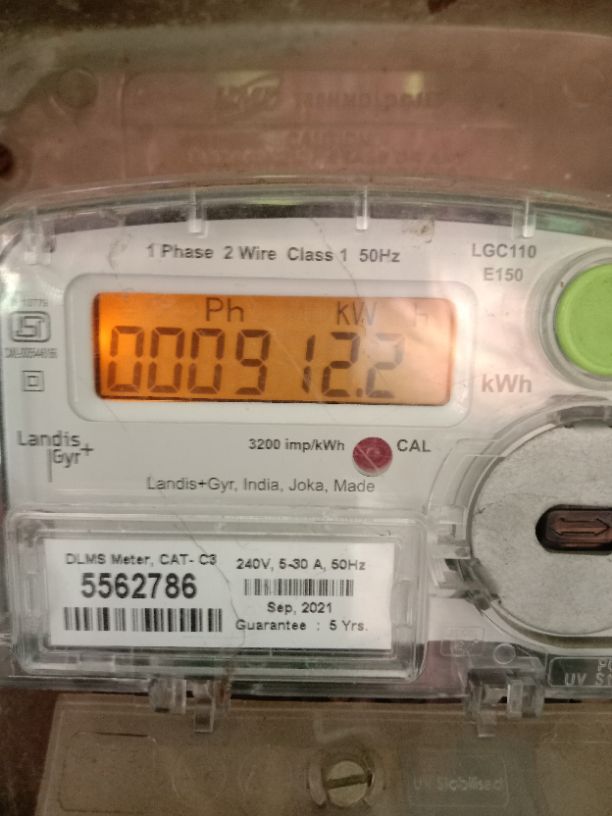 1 Phase 2 Wire Class 1 50Hz
LGC110
E150
Ph kW h
000912.2
kWh
Landis
Gyr+
3200 imp/kWh
CAL
Landis+Gyr, India, Joka, Made
DLMS Meter, CAT- C3
5562786
240V, 5-30 A, 50Hz
Sep, 2021
Guarantee : 5 Yrs.
UV Stabilised